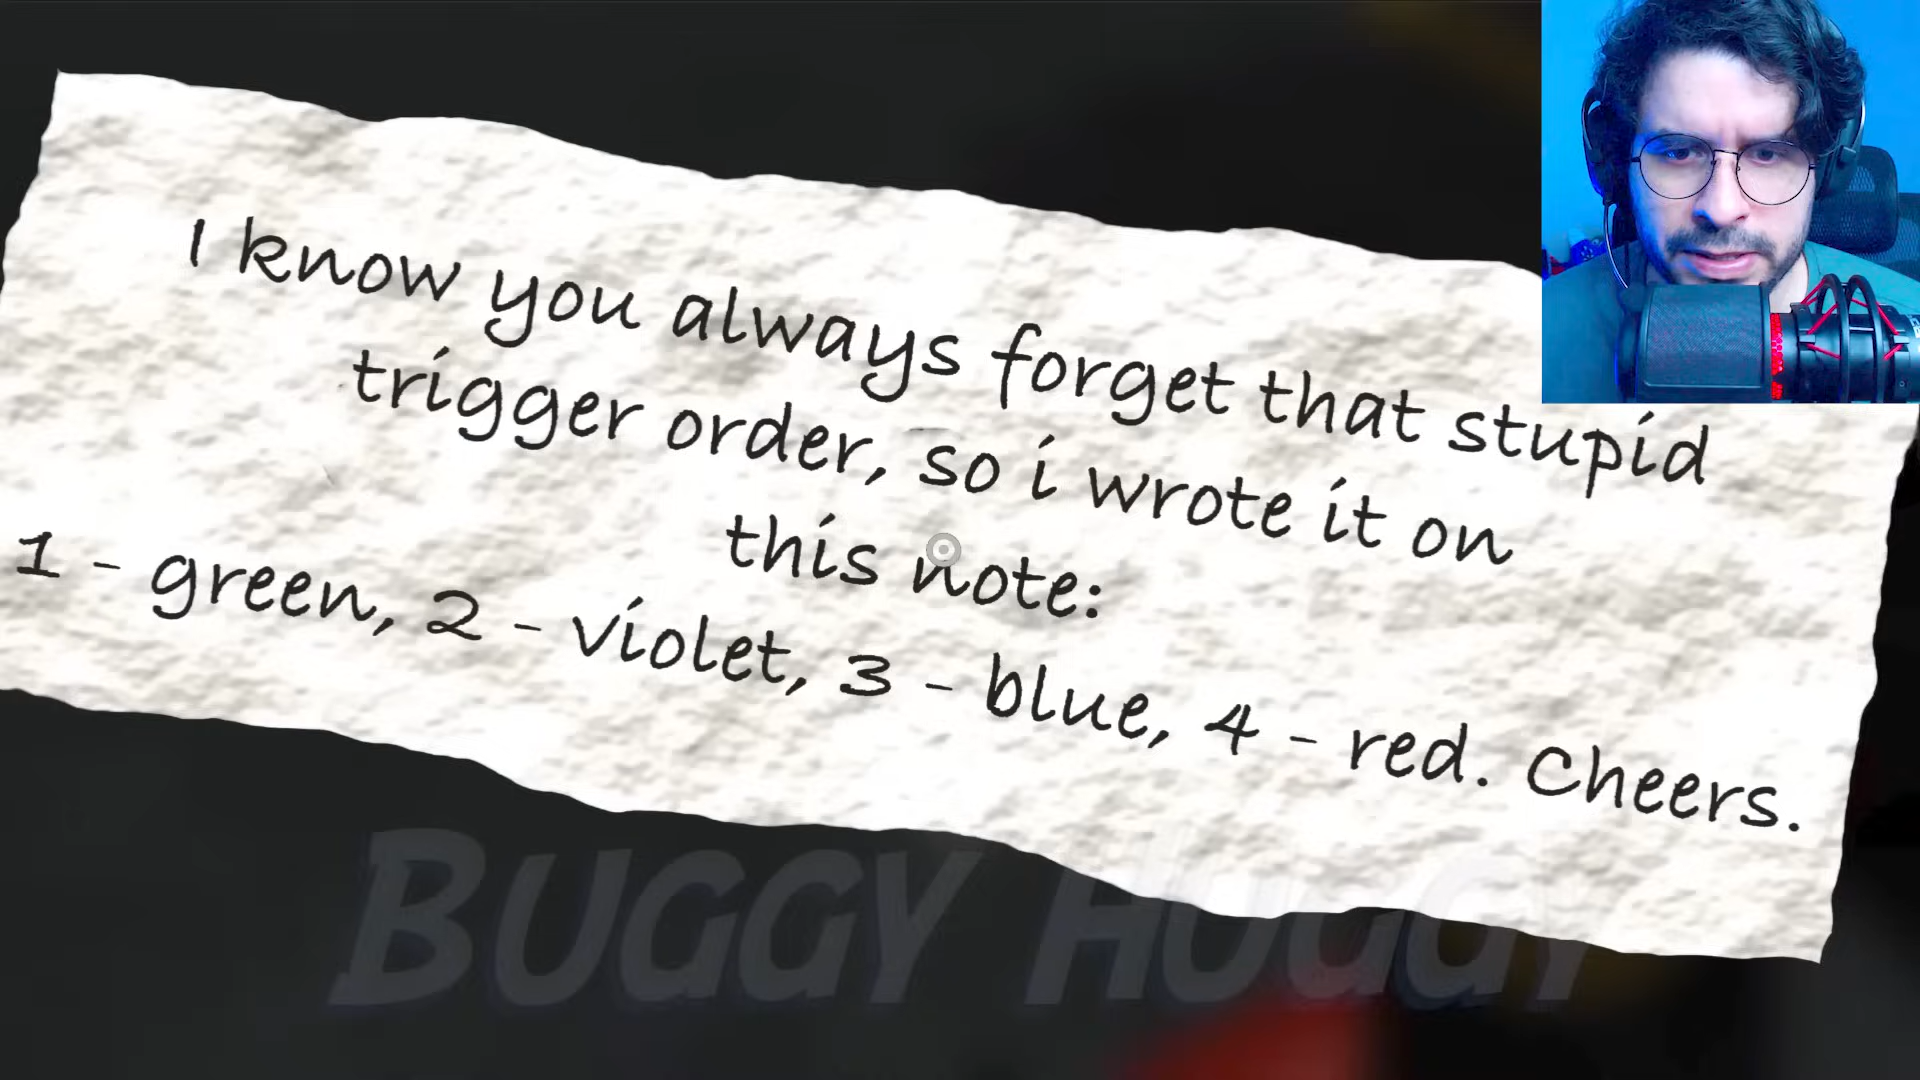 I know you always forget that stupid
trigger order, so i wrote it on
this note:
1 - green, 2 - violet, 3 - blue, 4 - red. Cheers.
BUGGY HUGGY